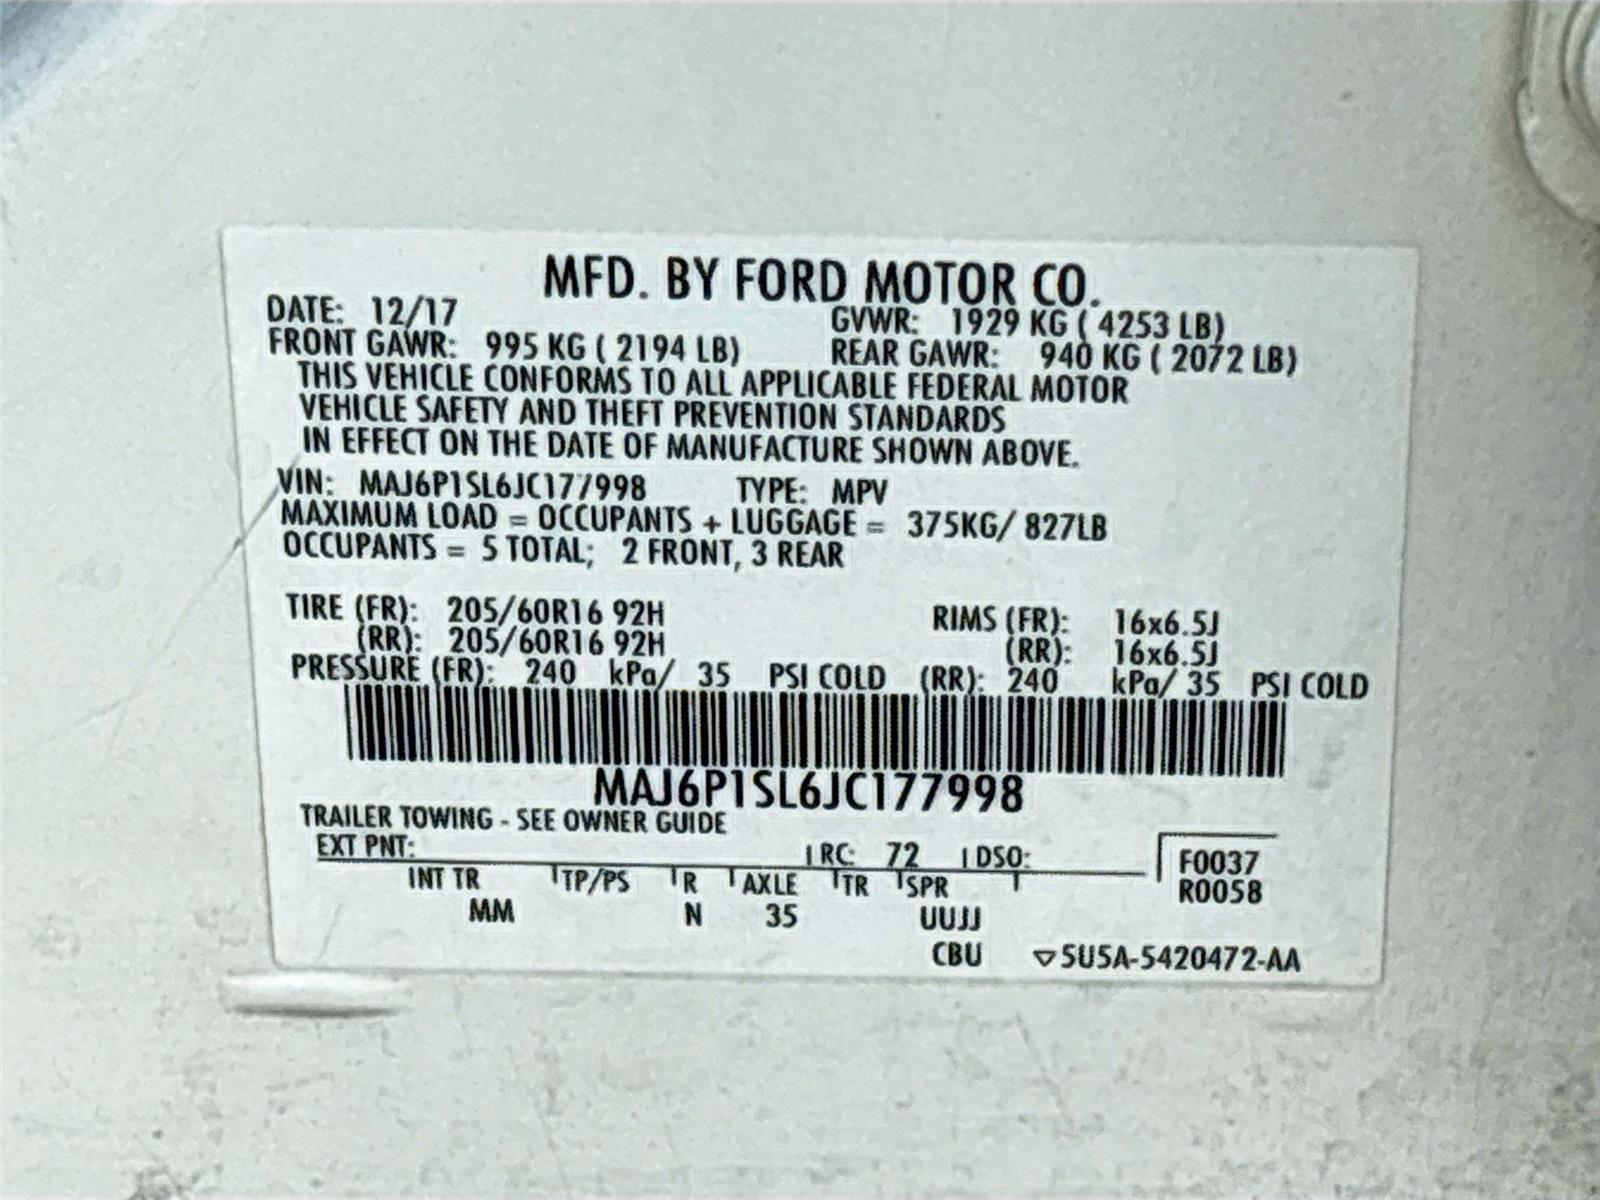 MFD. BY FORD MOTOR CO.
DATE: 12/17 GVWR: 1929 KG ( 4253 LB)
FRONT GAWR: 995 KG ( 2194 LB) REAR GAWR: 940 KG ( 2072 LB)
THIS VEHICLE CONFORMS TO ALL APPLICABLE FEDERAL MOTOR
VEHICLE SAFETY AND THEFT PREVENTION STANDARDS
IN EFFECT ON THE DATE OF MANUFACTURE SHOWN ABOVE.
VIN: MAJ6P1SL6JC177998 TYPE: MPV
MAXIMUM LOAD = OCCUPANTS + LUGGAGE = 375KG/ 827LB
OCCUPANTS = 5 TOTAL; 2 FRONT, 3 REAR
TIRE (FR): 205/60R16 92H RIMS (FR): 16x6.5J
(RR): 205/60R16 92H (RR): 16x6.5J
PRESSURE (FR): 240 kPa/ 35 PSI COLD (RR): 240 kPa/ 35 PSI COLD
MAJ6P1SL6JC177998
TRAILER TOWING - SEE OWNER GUIDE
EXT PNT: RC: 72 DSO: F0037
INT TR TP/PS R AXLE TR SPR R0058
MM N 35 UUJJ
CBU ▽5U5A-5420472-AA